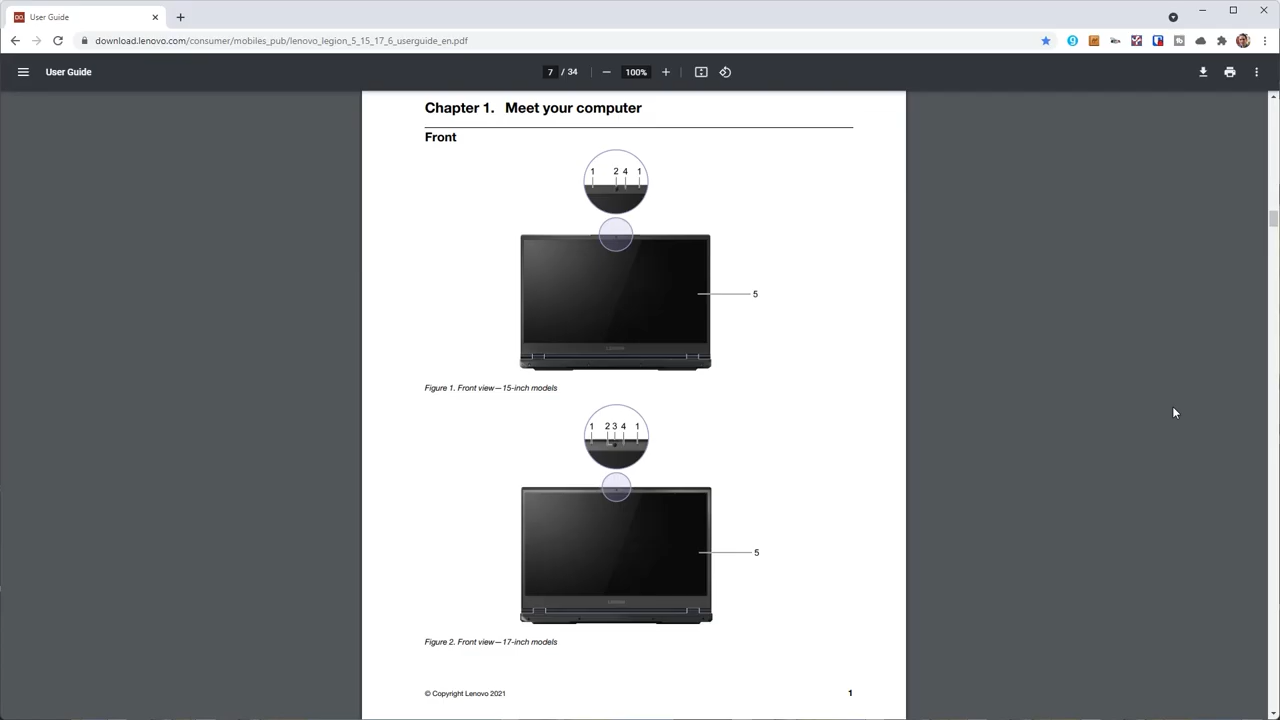 DO.
User Guide
download.lenovo.com/consumer/mobiles_pub/lenovo_legion_5_15_17_6_userguide_en.pdf
User Guide
7 / 34
100%
Chapter 1. Meet your computer
Front
1 2 4 1
5
Figure 1. Front view—15-inch models
1 2 3 4 1
5
Figure 2. Front view—17-inch models
© Copyright Lenovo 2021
1